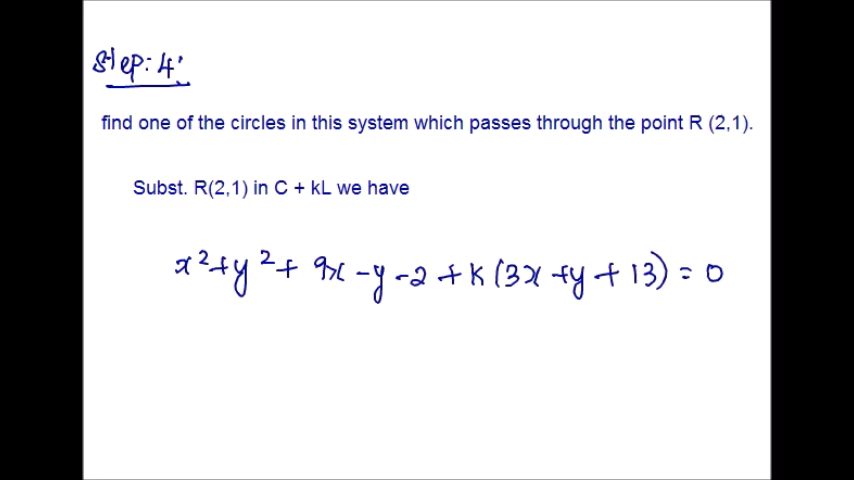 Step: 4:
find one of the circles in this system which passes through the point R (2,1).
Subst. R(2,1) in C + kL we have
x² + y² + 9x - y - 2 + k (3x + y + 13) = 0